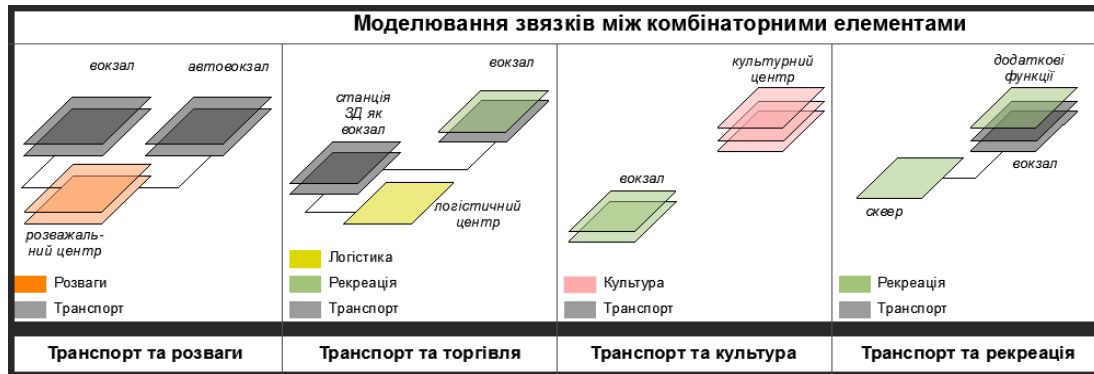 Моделювання звязків між комбінаторними елементами
вокзал
автовокзал
розважаль-
ний центр
Розваги
Транспорт
вокзал
станція
ЗД як
вокзал
логістичний
центр
Логістика
Рекреація
Транспорт
культурний
центр
вокзал
Культура
Транспорт
додаткові
функції
вокзал
сквер
Рекреація
Транспорт
Транспорт та розваги
Транспорт та торгівля
Транспорт та культура
Транспорт та рекреація